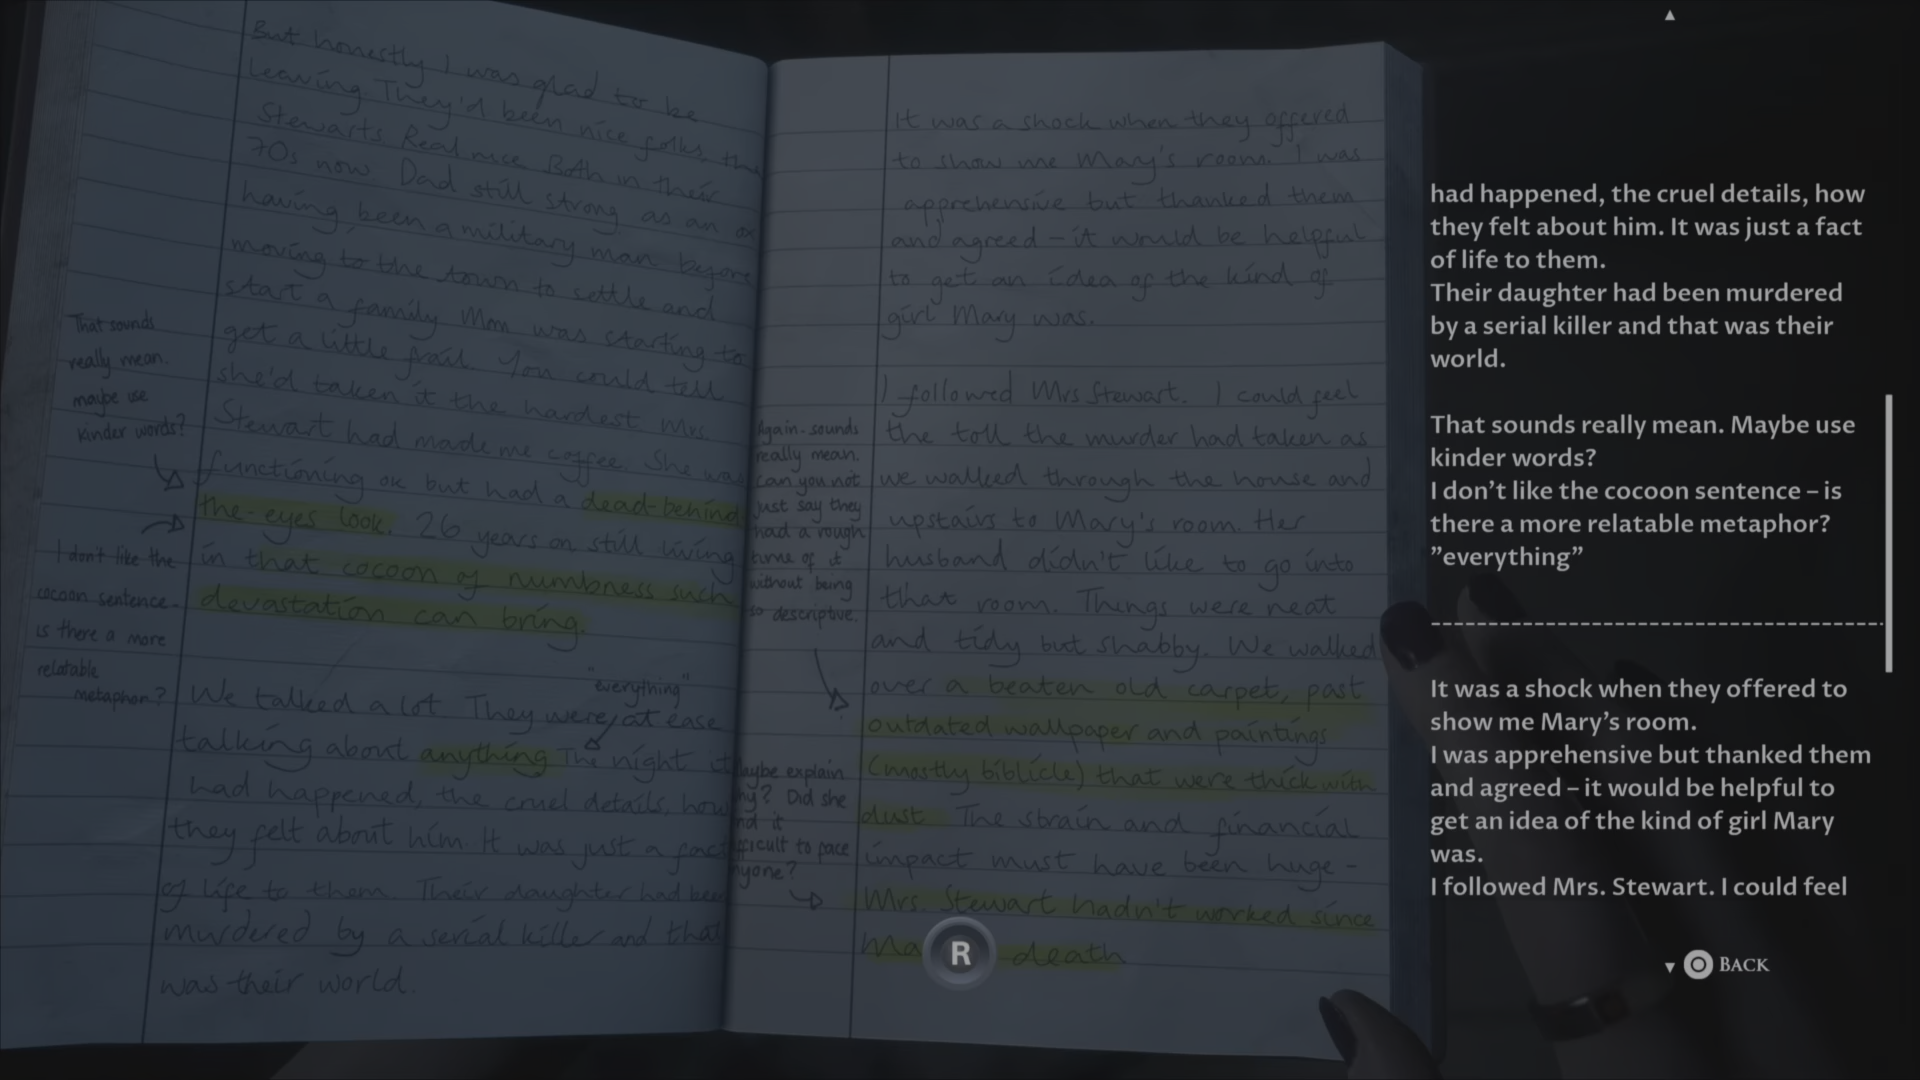 But honestly I was glad to be
leaving. They'd been nice folks, the
Stewarts. Real nice. Both in their
70s now. Dad still strong as an ox
having been a military man before
moving to the town to settle and
start a family. Mom was starting to
get a little frail. You could tell
she'd taken it the hardest. Mrs.
Stewart had made me coffee. She was
functioning ok but had a dead-behind
the-eyes look. 26 years on still living
in that cocoon of numbness such
devastation can bring.
That sounds
really mean.
maybe use
kinder words?
I don't like the
cocoon sentence-
is there a more
relatable
metaphor?
"everything"
We talked a lot. They were at ease
talking about anything The night it
had happened, the cruel details, how
they felt about him. It was just a fact
of life to them. Their daughter had been
murdered by a serial killer and that
was their world.
It was a shock when they offered
to show me Mary's room. I was
apprehensive but thanked them
and agreed – it would be helpful
to get an idea of the kind of
girl Mary was.
I followed Mrs Stewart. I could feel
the toll the murder had taken as
we walked through the house and
upstairs to Mary's room. Her
husband didn't like to go into
that room. Things were neat
and tidy but shabby. We walked
over a beaten old carpet, past
outdated wallpaper and paintings
(mostly biblicle) that were thick with
dust. The strain and financial
impact must have been huge –
Mrs. Stewart hadn't worked since
death
Again. sounds
really mean.
can you not
just say they
had a rough
time of it
without being
so descriptive.
explain
Did she
it
to face
R
had happened, the cruel details, how
they felt about him. It was just a fact
of life to them.
Their daughter had been murdered
by a serial killer and that was their
world.
That sounds really mean. Maybe use
kinder words?
I don't like the cocoon sentence – is
there a more relatable metaphor?
”everything”
It was a shock when they offered to
show me Mary's room.
I was apprehensive but thanked them
and agreed – it would be helpful to
get an idea of the kind of girl Mary
was.
I followed Mrs. Stewart. I could feel
BACK